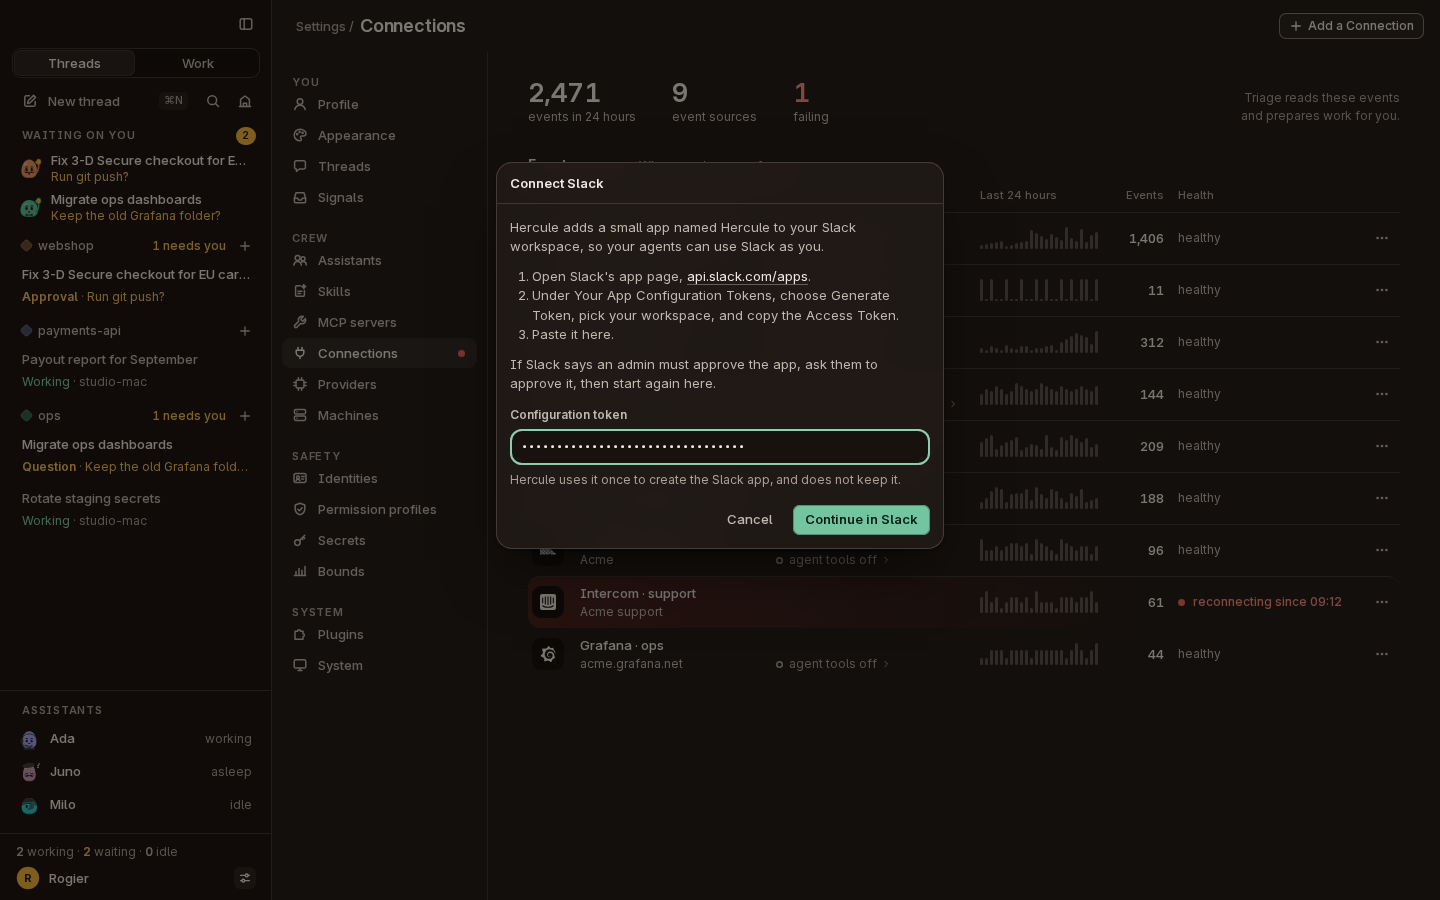 Threads
Work
New thread
⌘N
WAITING ON YOU
2
Fix 3-D Secure checkout for E…
Run git push?
Migrate ops dashboards
Keep the old Grafana folder?
webshop
1 needs you
Fix 3-D Secure checkout for EU car…
Approval · Run git push?
payments-api
Payout report for September
Working · studio-mac
ops
1 needs you
Migrate ops dashboards
Question · Keep the old Grafana fold…
Rotate staging secrets
Working · studio-mac
ASSISTANTS
Ada
working
Juno
asleep
Milo
idle
2 working · 2 waiting · 0 idle
R
Rogier
Settings / Connections
Add a Connection
YOU
Profile
Appearance
Threads
Signals
CREW
Assistants
Skills
MCP servers
Connections
Providers
Machines
SAFETY
Identities
Permission profiles
Secrets
Bounds
SYSTEM
Plugins
System
2,471
events in 24 hours
9
event sources
1
failing
Triage reads these events
and prepares work for you.
Last 24 hours
Events
Health
1,406
healthy
11
healthy
312
healthy
144
healthy
209
healthy
188
healthy
Acme
agent tools off
96
healthy
Intercom · support
Acme support
61
reconnecting since 09:12
Grafana · ops
acme.grafana.net
agent tools off
44
healthy
Connect Slack
Hercule adds a small app named Hercule to your Slack
workspace, so your agents can use Slack as you.
1. Open Slack's app page, api.slack.com/apps.
2. Under Your App Configuration Tokens, choose Generate
Token, pick your workspace, and copy the Access Token.
3. Paste it here.
If Slack says an admin must approve the app, ask them to
approve it, then start again here.
Configuration token
Hercule uses it once to create the Slack app, and does not keep it.
Cancel
Continue in Slack